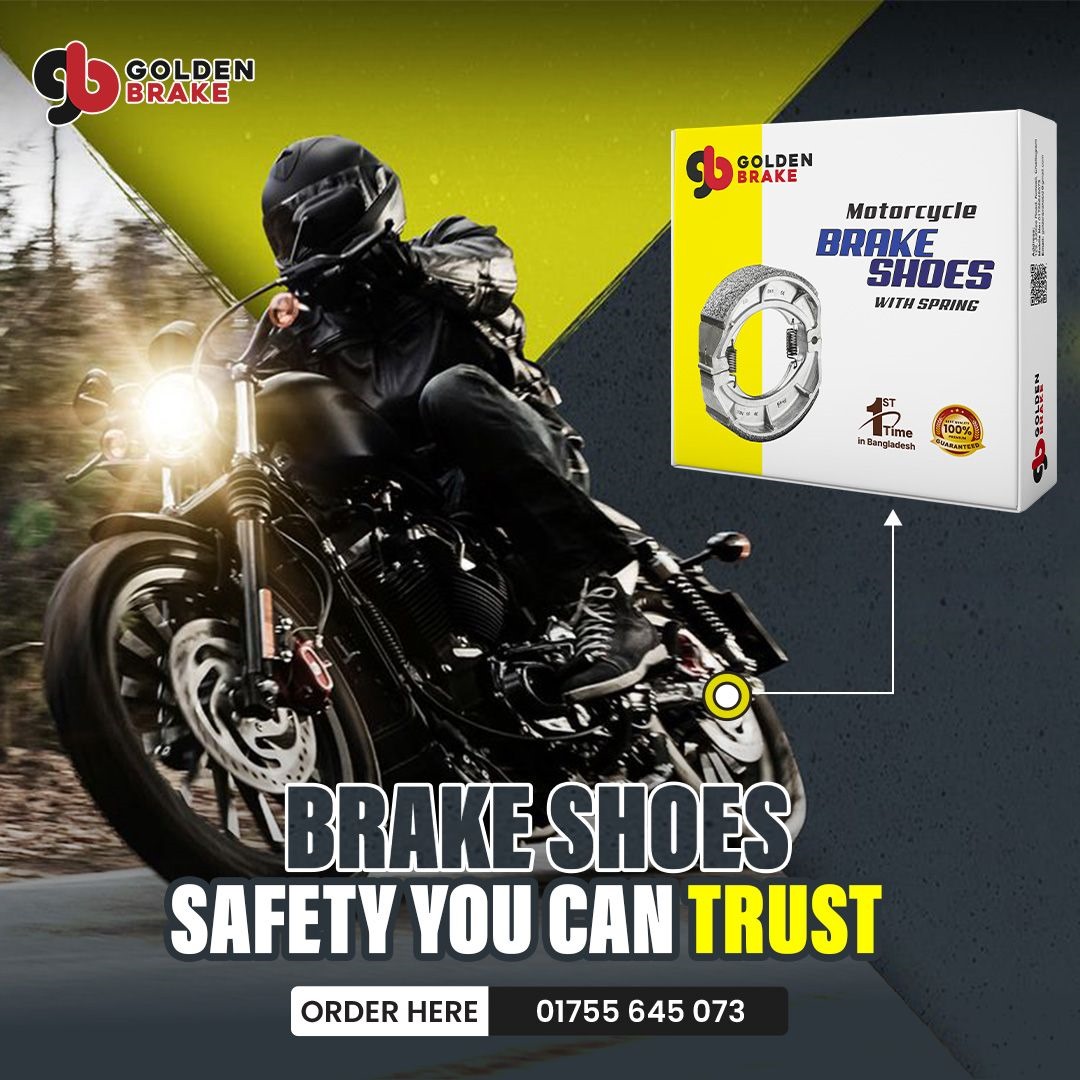 GOLDEN
BRAKE
GOLDEN
BRAKE
Motorcycle
BRAKE
SHOES
WITH SPRING
1ST
Time
in Bangladesh
100%
PREMIUM
GUARANTEED
GOLDEN
BRAKE
BRAKE SHOES
SAFETY YOU CAN TRUST
ORDER HERE
01755 645 073